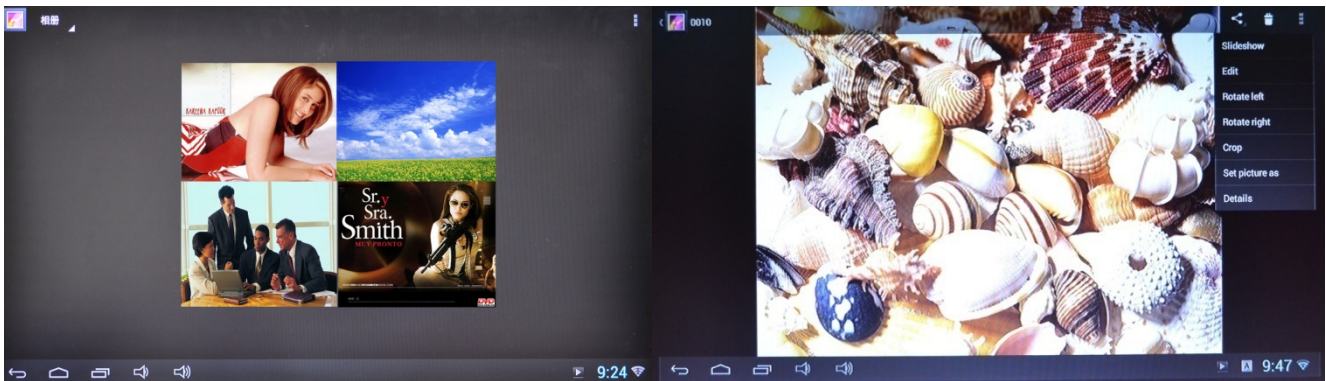 相册
KAREENA KAPOOR
Sr. y
Sra.
Smith
MUY PRONTO
DVD
9:24
0010
Slideshow
Edit
Rotate left
Rotate right
Crop
Set picture as
Details
A
9:47